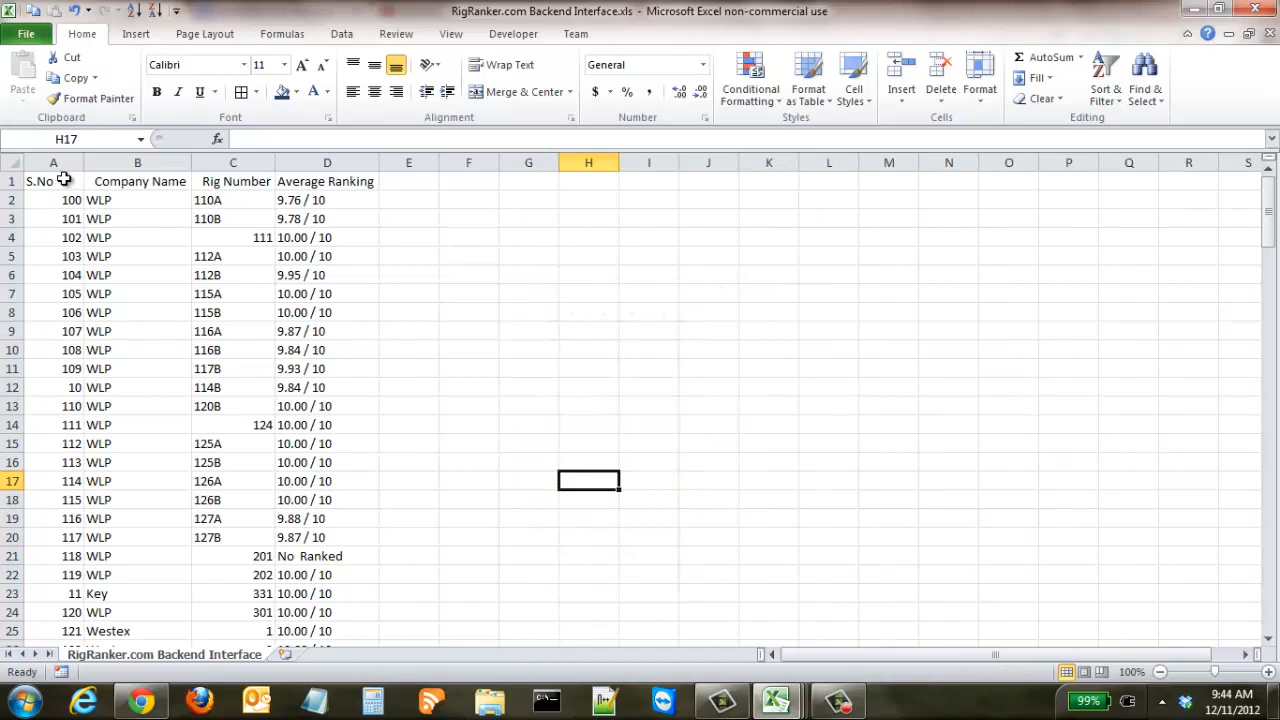 RigRanker.com Backend Interface.xls - Microsoft Excel non-commercial use
File Home Insert Page Layout Formulas Data Review View Developer Team
Paste Cut Calibri 11 Wrap Text General Conditional Formatting Format as Table Cell Styles Insert Delete Format AutoSum Sort & Filter Find & Select
Copy Fill
Format Painter B I U Merge & Center $ % , Clear
Clipboard Font Alignment Number Styles Cells Editing
H17 fx
A B C D E F G H I J K L M N O P Q R S
1 S.No Company Name Rig Number Average Ranking
2 100 WLP 110A 9.76 / 10
3 101 WLP 110B 9.78 / 10
4 102 WLP 111 10.00 / 10
5 103 WLP 112A 10.00 / 10
6 104 WLP 112B 9.95 / 10
7 105 WLP 115A 10.00 / 10
8 106 WLP 115B 10.00 / 10
9 107 WLP 116A 9.87 / 10
10 108 WLP 116B 9.84 / 10
11 109 WLP 117B 9.93 / 10
12 10 WLP 114B 9.84 / 10
13 110 WLP 120B 10.00 / 10
14 111 WLP 124 10.00 / 10
15 112 WLP 125A 10.00 / 10
16 113 WLP 125B 10.00 / 10
17 114 WLP 126A 10.00 / 10
18 115 WLP 126B 10.00 / 10
19 116 WLP 127A 9.88 / 10
20 117 WLP 127B 9.87 / 10
21 118 WLP 201 No Ranked
22 119 WLP 202 10.00 / 10
23 11 Key 331 10.00 / 10
24 120 WLP 301 10.00 / 10
25 121 Westex 1 10.00 / 10
RigRanker.com Backend Interface
Ready 100%
99% 9:44 AM
12/11/2012